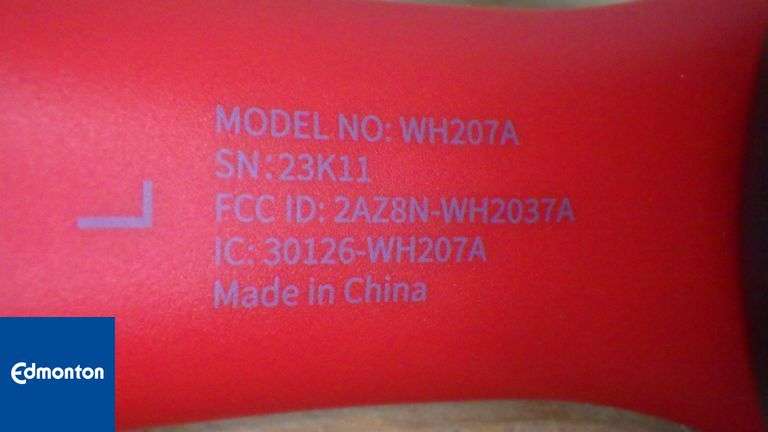 MODEL NO: WH207A
SN:23K11
FCC ID: 2AZ8N-WH2037A
IC: 30126-WH207A
Made in China
L
Edmonton